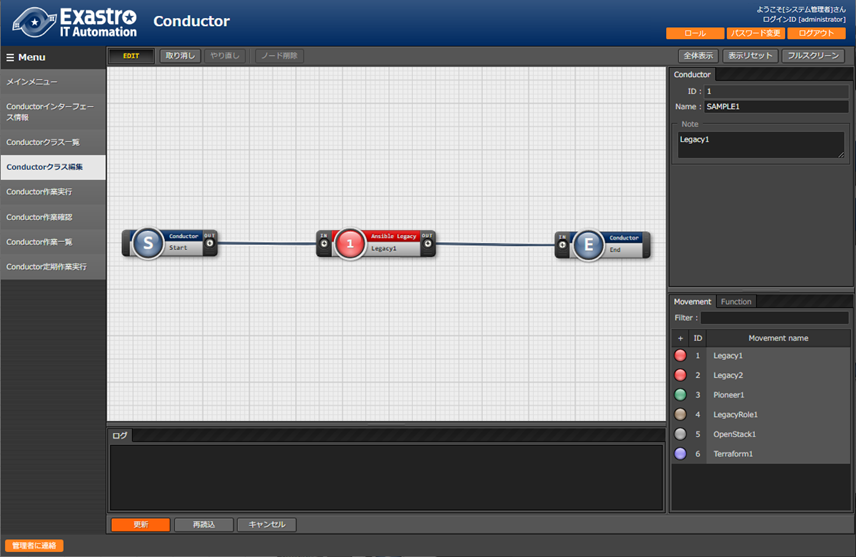 Exastro
IT Automation
Conductor
ようこそ[システム管理者]さん
ログインID [administrator]
ロール
パスワード変更
ログアウト
Menu
メインメニュー
Conductorインターフェー
ス情報
Conductorクラス一覧
Conductorクラス編集
Conductor作業実行
Conductor作業確認
Conductor作業一覧
Conductor定期作業実行
EDIT
取り消し
やり直し
ノード削除
全体表示
表示リセット
フルスクリーン
S
Conductor
Start
OUT
IN
1
Ansible Legacy
Legacy1
OUT
IN
E
Conductor
End
Conductor
ID : 1
Name : SAMPLE1
Note
Legacy1
Movement
Function
Filter :
+ ID Movement name
1 Legacy1
2 Legacy2
3 Pioneer1
4 LegacyRole1
5 OpenStack1
6 Terraform1
ログ
更新
再読込
キャンセル
管理者に連絡